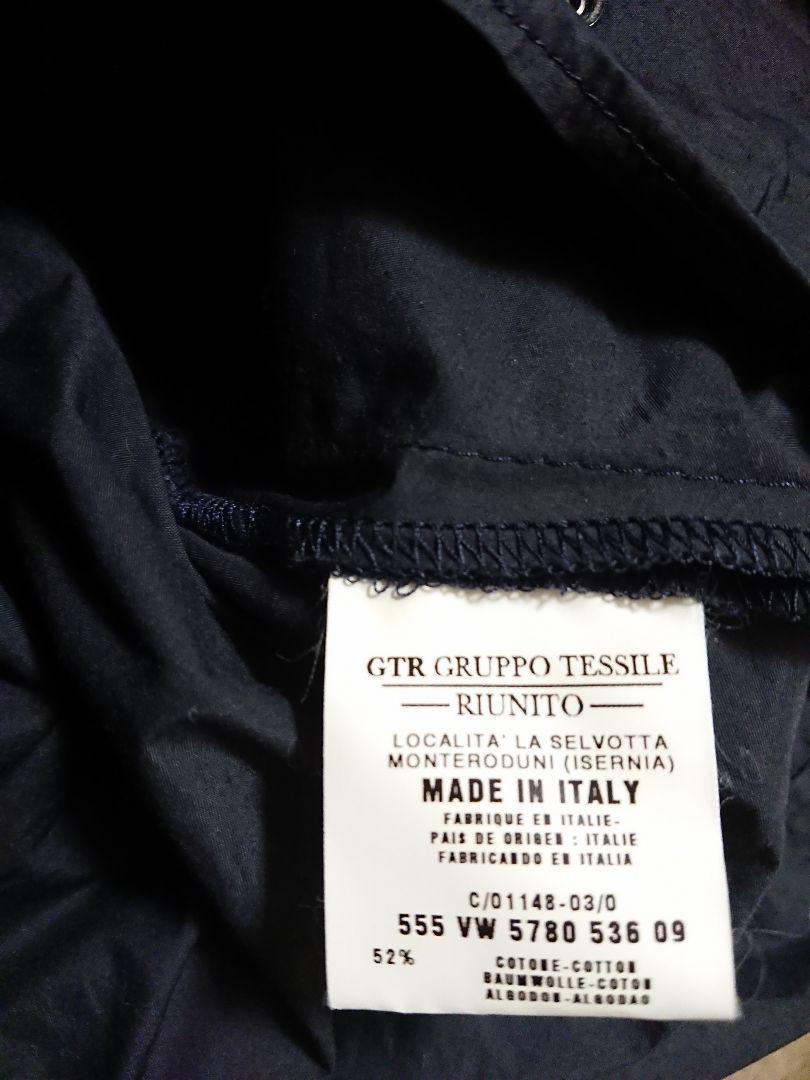 GTR GRUPPO TESSILE
RIUNITO
LOCALITA' LA SELVOTTA
MONTERODUNI (ISERNIA)
MADE IN ITALY
FABRIQUE EN ITALIE-
PAIS DE ORIGEN : ITALIE
FABRICANDO EN ITALIA
C/01148-03/0
555 VW 5780 536 09
52% COTONE-COTTON
BAUMWOLLE-COTON
ALGODON-ALGODAO